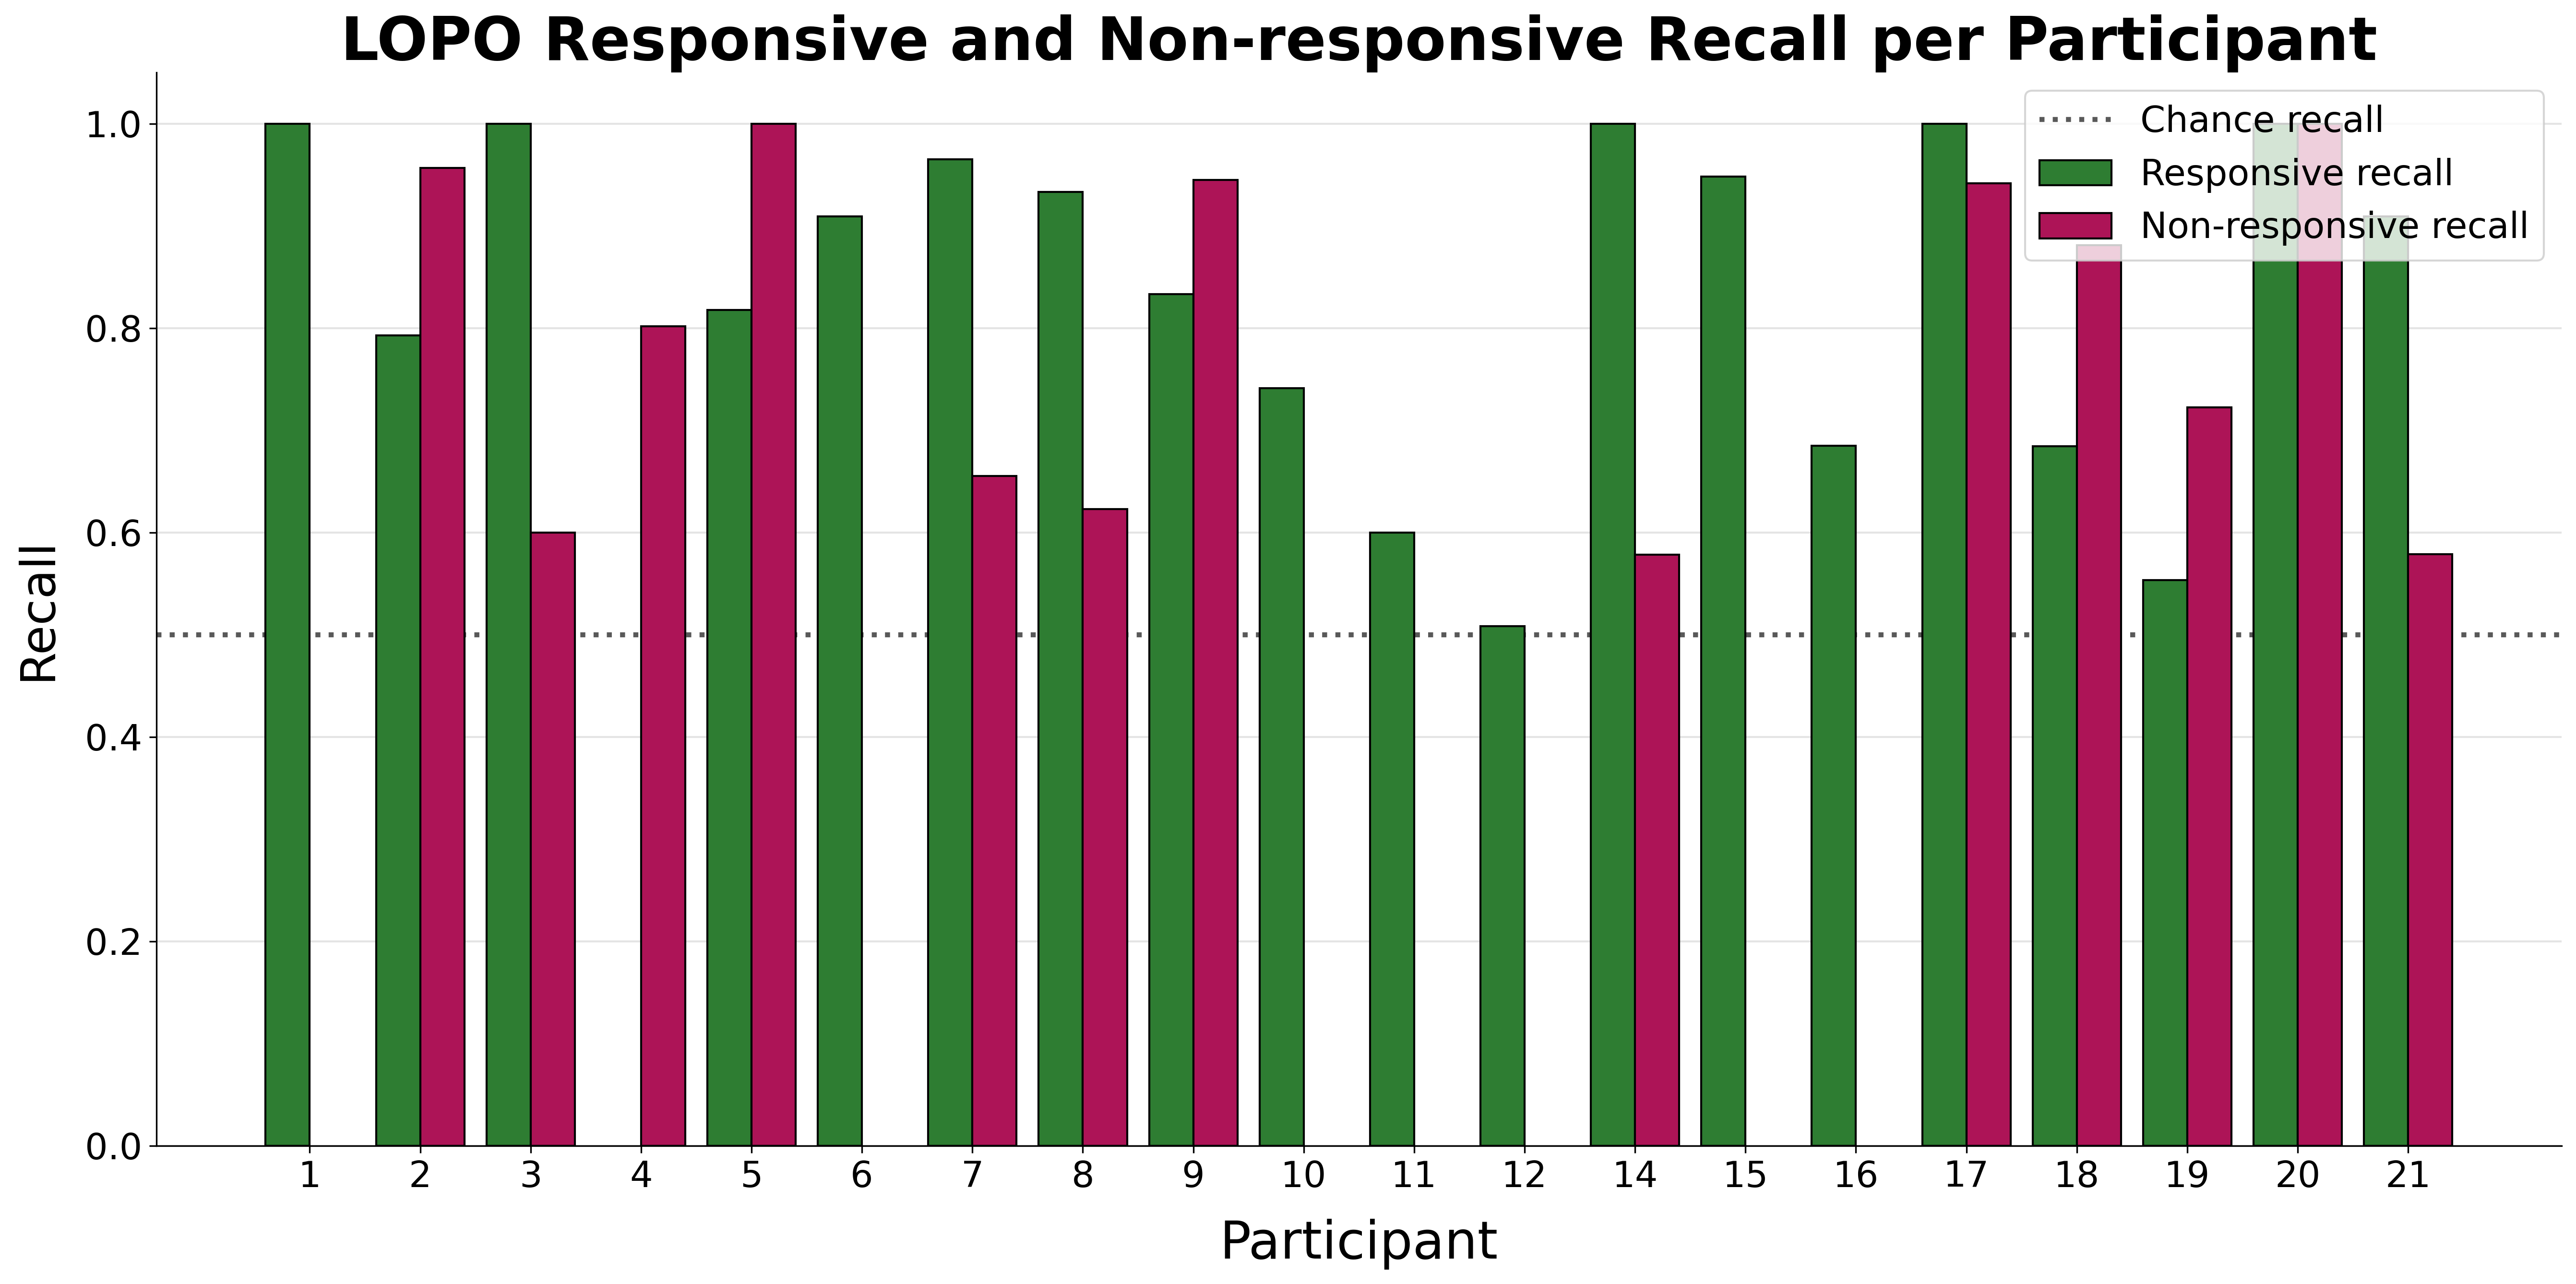 LOPO Responsive and Non-responsive Recall per Participant
Chance recall
Responsive recall
Non-responsive recall
Recall
1.0
0.8
0.6
0.4
0.2
0.0
1 2 3 4 5 6 7 8 9 10 11 12 14 15 16 17 18 19 20 21
Participant